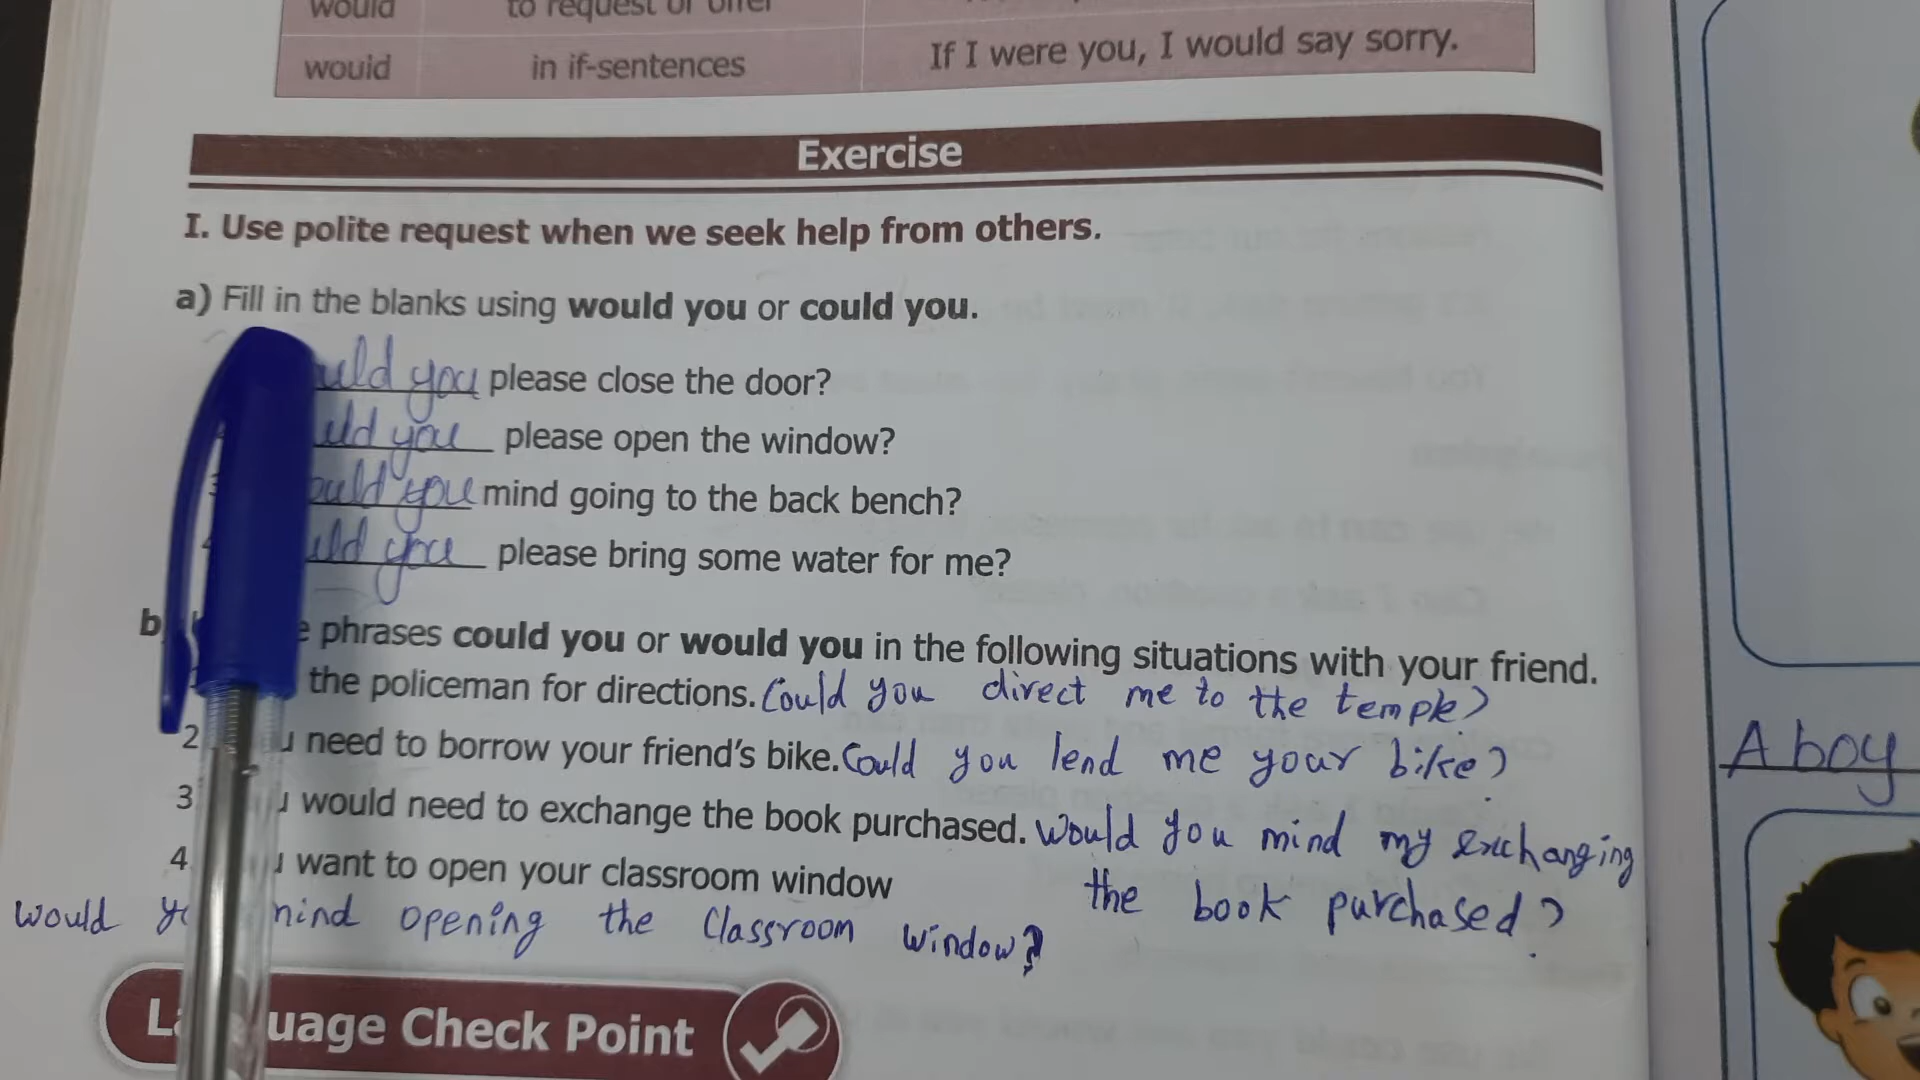 would to request or offer
would in if-sentences If I were you, I would say sorry.
Exercise
I. Use polite request when we seek help from others.
a) Fill in the blanks using would you or could you.
you please close the door?
you please open the window?
you mind going to the back bench?
you please bring some water for me?
b phrases could you or would you in the following situations with your friend.
the policeman for directions. Could you direct me to the temple?
2 need to borrow your friend's bike. Could you lend me your bike?
3 would need to exchange the book purchased. Would you mind my exchanging
4 want to open your classroom window the book purchased?
would mind opening the classroom window?
Language Check Point
A boy